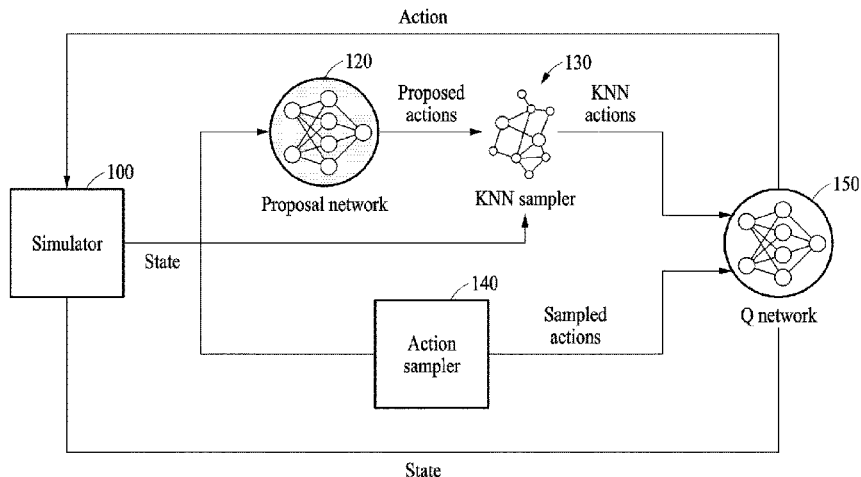 Action
120
Proposed
actions
130
KNN
actions
100
Proposal network
KNN sampler
150
Simulator
State
140
Sampled
actions
Q network
Action
sampler
State